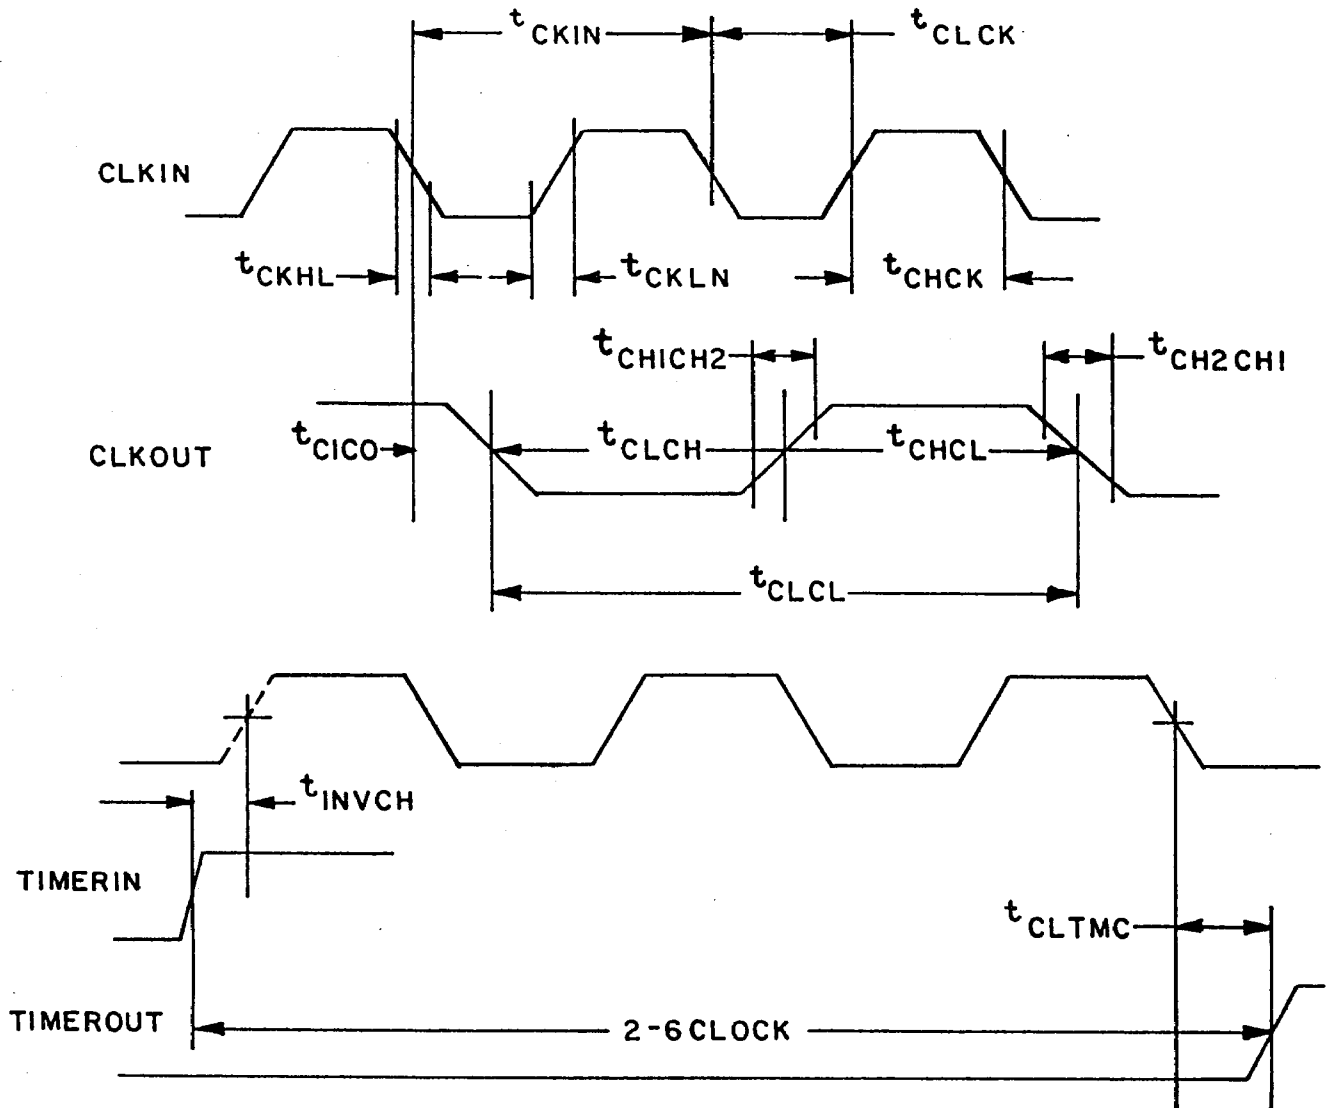 tCKIN
tCLCK
CLKIN
tCKHL
tCKLN
tCHCK
tCH1CH2
tCH2CH1
CLKOUT
tCICO
tCLCH
tCHCL
tCLCL
tINVCH
TIMERIN
tCLTMC
TIMEROUT
2-6CLOCK